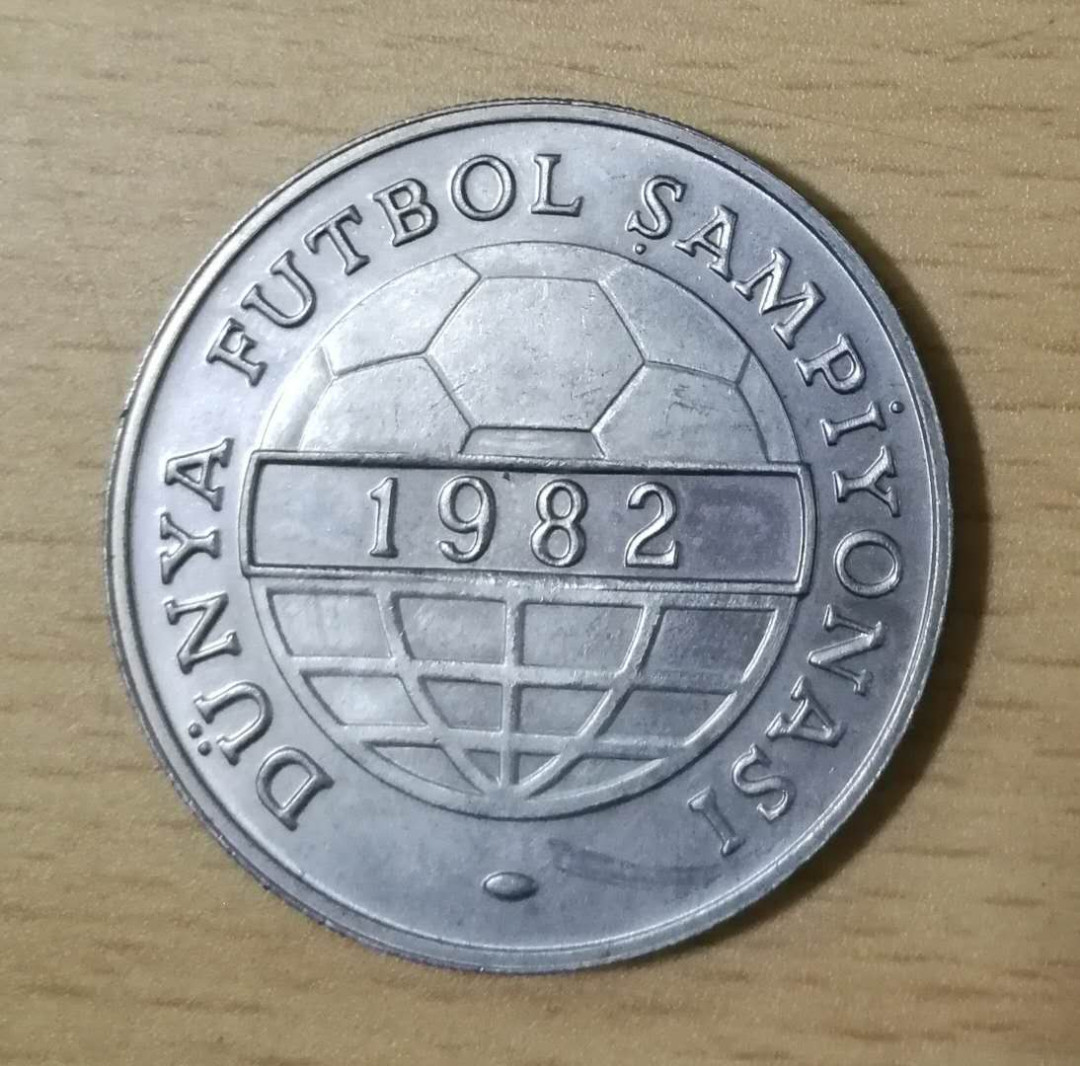 DÜNYA FUTBOL ŞAMPİYONASI
1982